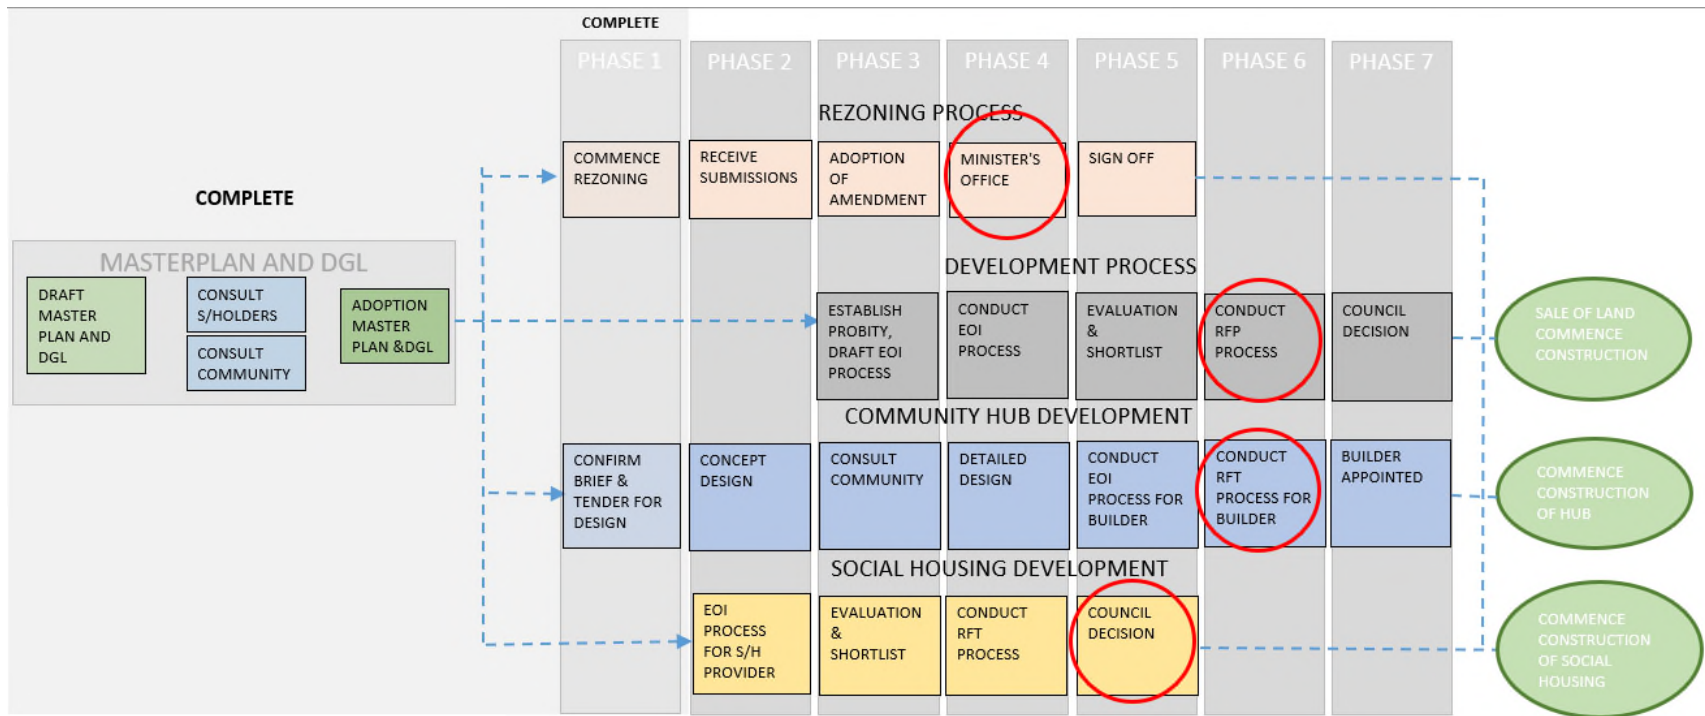 COMPLETE
PHASE 1
PHASE 2
PHASE 3
PHASE 4
PHASE 5
PHASE 6
PHASE 7
REZONING PROCESS
COMMENCE
REZONING
RECEIVE
SUBMISSIONS
ADOPTION
OF
AMENDMENT
MINISTER'S
OFFICE
SIGN OFF
COMPLETE
MASTERPLAN AND DGL
DRAFT
MASTER
PLAN AND
DGL
CONSULT
S/HOLDERS
CONSULT
COMMUNITY
ADOPTION
MASTER
PLAN &DGL
DEVELOPMENT PROCESS
ESTABLISH
PROBITY,
DRAFT EOI
PROCESS
CONDUCT
EOI
PROCESS
EVALUATION
&
SHORTLIST
CONDUCT
RFP
PROCESS
COUNCIL
DECISION
SALE OF LAND
COMMENCE
CONSTRUCTION
COMMUNITY HUB DEVELOPMENT
CONFIRM
BRIEF &
TENDER FOR
DESIGN
CONCEPT
DESIGN
CONSULT
COMMUNITY
DETAILED
DESIGN
CONDUCT
EOI
PROCESS FOR
BUILDER
CONDUCT
RFT
PROCESS FOR
BUILDER
BUILDER
APPOINTED
COMMENCE
CONSTRUCTION
OF HUB
SOCIAL HOUSING DEVELOPMENT
EOI
PROCESS
FOR S/H
PROVIDER
EVALUATION
&
SHORTLIST
CONDUCT
RFT
PROCESS
COUNCIL
DECISION
COMMENCE
CONSTRUCTION
OF SOCIAL
HOUSING